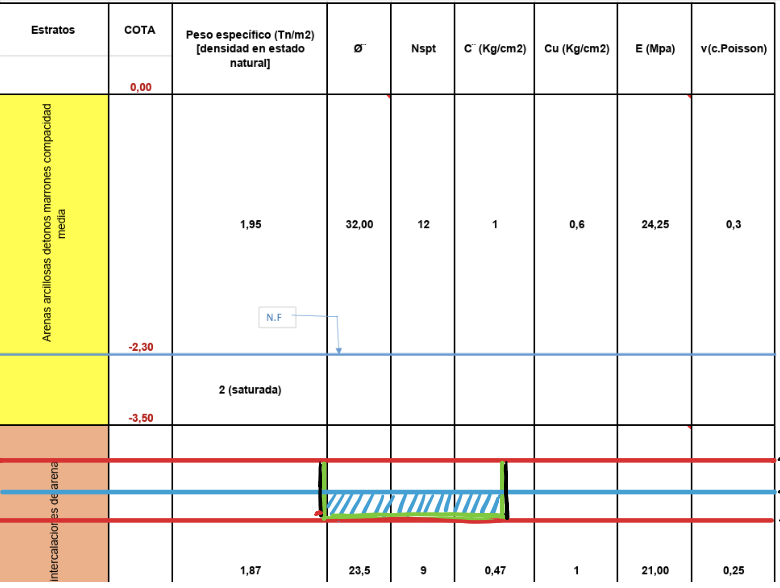 Estratos
COTA
Peso específico (Tn/m2)
[densidad en estado
natural]
Ø¨
Nspt
C¨ (Kg/cm2)
Cu (Kg/cm2)
E (Mpa)
v(c.Poisson)
0,00
Arenas arcillosas detonos marrones compacidad
media
1,95
32,00
12
1
0,6
24,25
0,3
N.F
-2,30
2 (saturada)
-3,50
intercalaciones de arena
1,87
23,5
9
0,47
1
21,00
0,25